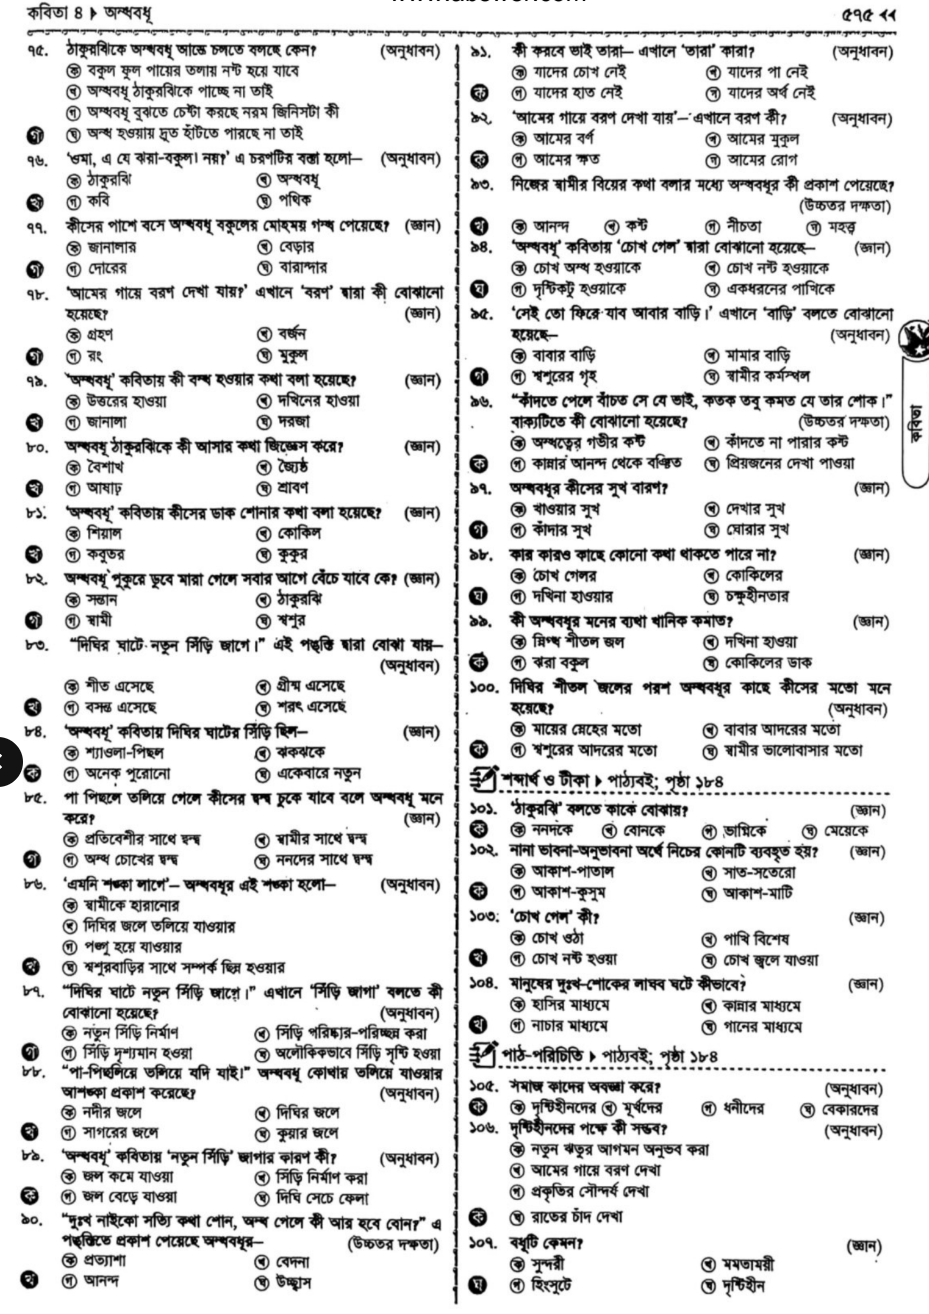 কবিতা ৪ ▶ অন্ধবধূ
৫৭৫ ◀◀
৭৫. ঠাকুরঝিকে অন্ধবধূ আস্তে চলতে বলছে কেন? (অনুধাবন)
ক বকুল ফুল পায়ের তলায় নষ্ট হয়ে যাবে
খ অন্ধবধূ ঠাকুরঝিকে পাচ্ছে না তাই
গ অন্ধবধূ বুঝতে চেষ্টা করছে নরম জিনিসটা কী
গ ঘ অন্ধ হওয়ায় দ্রুত হাঁটতে পারছে না তাই
৭৬. 'ওমা, এ যে ঝরা-বকুল। নয়?' এ চরণটির বক্তা হলো— (অনুধাবন)
ক ঠাকুরঝি খ অন্ধবধূ
খ গ কবি ঘ পথিক
৭৭. কীসের পাশে বসে অন্ধবধূ বকুলের মোহময় গন্ধ পেয়েছে? (জ্ঞান)
ক জানালার খ বেড়ার
গ গ দোরের ঘ বারান্দার
৭৮. 'আমের গায়ে বরণ দেখা যায়?' এখানে 'বরণ' দ্বারা কী বোঝানো
হয়েছে? (জ্ঞান)
ক গ্রহণ খ বর্জন
গ গ রং ঘ মুকুল
৭৯. 'অন্ধবধূ' কবিতায় কী বন্ধ হওয়ার কথা বলা হয়েছে? (জ্ঞান)
ক উত্তরের হাওয়া খ দখিনের হাওয়া
খ গ জানালা ঘ দরজা
৮০. অন্ধবধূ ঠাকুরঝিকে কী আসার কথা জিজ্ঞেস করে? (জ্ঞান)
ক বৈশাখ খ জ্যৈষ্ঠ
খ গ আষাঢ় ঘ শ্রাবণ
৮১. 'অন্ধবধূ' কবিতায় কীসের ডাক শোনার কথা বলা হয়েছে? (জ্ঞান)
ক শিয়াল খ কোকিল
খ গ কবুতর ঘ কুকুর
৮২. অন্ধবধূ পুকুরে ডুবে মারা গেলে সবার আগে বেঁচে যাবে কে? (জ্ঞান)
ক সন্তান খ ঠাকুরঝি
গ গ স্বামী ঘ শ্বশুর
৮৩. "দিঘির ঘাটে নতুন সিঁড়ি জাগে।" এই পঙ্‌ক্তি দ্বারা বোঝা যায়—
(অনুধাবন)
ক শীত এসেছে খ গ্রীষ্ম এসেছে
খ গ বসন্ত এসেছে ঘ শরৎ এসেছে
৮৪. 'অন্ধবধূ' কবিতায় দিঘির ঘাটের সিঁড়ি ছিল— (জ্ঞান)
ক শ্যাওলা-পিছল খ ঝকঝকে
ক গ অনেক পুরোনো ঘ একেবারে নতুন
৮৫. পা পিছলে তলিয়ে গেলে কীসের দ্বন্দ্ব চুকে যাবে বলে অন্ধবধূ মনে
করে? (জ্ঞান)
ক প্রতিবেশীর সাথে দ্বন্দ্ব খ স্বামীর সাথে দ্বন্দ্ব
গ গ অন্ধ চোখের দ্বন্দ্ব ঘ ননদের সাথে দ্বন্দ্ব
৮৬. 'এমনি শঙ্কা লাগে'— অন্ধবধূর এই শঙ্কা হলো— (অনুধাবন)
ক স্বামীকে হারানোর
খ দিঘির জলে তলিয়ে যাওয়ার
গ পঙ্গু হয়ে যাওয়ার
খ ঘ শ্বশুরবাড়ির সাথে সম্পর্ক ছিন্ন হওয়ার
৮৭. "দিঘির ঘাটে নতুন সিঁড়ি জাগে।" এখানে 'সিঁড়ি জাগা' বলতে কী
বোঝানো হয়েছে? (অনুধাবন)
ক নতুন সিঁড়ি নির্মাণ খ সিঁড়ি পরিষ্কার-পরিচ্ছন্ন করা
গ গ সিঁড়ি দৃশ্যমান হওয়া ঘ অলৌকিকভাবে সিঁড়ি সৃষ্টি হওয়া
৮৮. "পা-পিছলিয়ে তলিয়ে যদি যাই।" অন্ধবধূ কোথায় তলিয়ে যাওয়ার
আশঙ্কা প্রকাশ করেছে? (অনুধাবন)
ক নদীর জলে খ দিঘির জলে
খ গ সাগরের জলে ঘ কুয়ার জলে
৮৯. 'অন্ধবধূ' কবিতায় 'নতুন সিঁড়ি' জাগার কারণ কী? (অনুধাবন)
ক জল কমে যাওয়া খ সিঁড়ি নির্মাণ করা
ক গ জল বেড়ে যাওয়া ঘ দিঘি সেচে ফেলা
৯০. "দুঃখ নাইকো সত্যি কথা শোন, অন্ধ গেলে কী আর হবে বোন?" এ
পঙ্‌ক্তিতে প্রকাশ পেয়েছে অন্ধবধূর— (উচ্চতর দক্ষতা)
ক প্রত্যাশা খ বেদনা
খ গ আনন্দ ঘ উচ্ছ্বাস
৯১. কী করবে ভাই তারা— এখানে 'তারা' কারা? (অনুধাবন)
ক যাদের চোখ নেই খ যাদের পা নেই
ক গ যাদের হাত নেই ঘ যাদের অর্থ নেই
৯২. 'আমের গায়ে বরণ দেখা যায়'— এখানে বরণ কী? (অনুধাবন)
ক আমের বর্ণ খ আমের মুকুল
ক গ আমের ক্ষত ঘ আমের রোগ
৯৩. নিজের স্বামীর বিয়ের কথা বলার মধ্যে অন্ধবধূর কী প্রকাশ পেয়েছে?
(উচ্চতর দক্ষতা)
খ ক আনন্দ খ কষ্ট গ নীচতা ঘ মহত্ত্ব
৯৪. 'অন্ধবধূ' কবিতায় 'চোখ গেল' দ্বারা বোঝানো হয়েছে— (জ্ঞান)
ক চোখ অন্ধ হওয়াকে খ চোখ নষ্ট হওয়াকে
ঘ গ দৃষ্টিকটু হওয়াকে ঘ একধরনের পাখিকে
৯৫. 'সেই তো ফিরে যাব আবার বাড়ি।' এখানে 'বাড়ি' বলতে বোঝানো
হয়েছে— (অনুধাবন)
ক বাবার বাড়ি খ মামার বাড়ি
গ গ শ্বশুরের গৃহ ঘ স্বামীর কর্মস্থল
৯৬. "কাঁদতে পেলে বাঁচত সে যে ভাই, কতক তবু কমত যে তার শোক।"
বাক্যটিতে কী বোঝানো হয়েছে? (উচ্চতর দক্ষতা)
ক অন্ধত্বের গভীর কষ্ট খ কাঁদতে না পারার কষ্ট
ক গ কান্নার আনন্দ থেকে বঞ্চিত ঘ প্রিয়জনের দেখা পাওয়া
৯৭. অন্ধবধূর কীসের সুখ বারণ? (জ্ঞান)
ক খাওয়ার সুখ খ দেখার সুখ
গ গ কাঁদার সুখ ঘ ঘোরার সুখ
৯৮. কার কারও কাছে কোনো কথা থাকতে পারে না? (জ্ঞান)
ক চোখ গেলর খ কোকিলের
ঘ গ দখিনা হাওয়ার ঘ চক্ষুহীনতার
৯৯. কী অন্ধবধূর মনের ব্যথা খানিক কমাত? (জ্ঞান)
ক স্নিগ্ধ শীতল জল খ দখিনা হাওয়া
ক গ ঝরা বকুল ঘ কোকিলের ডাক
১০০. দিঘির শীতল জলের পরশ অন্ধবধূর কাছে কীসের মতো মনে
হয়েছে? (অনুধাবন)
ক মায়ের স্নেহের মতো খ বাবার আদরের মতো
ক গ শ্বশুরের আদরের মতো ঘ স্বামীর ভালোবাসার মতো
শব্দার্থ ও টীকা ▶ পাঠ্যবই; পৃষ্ঠা ১৮৪
১০১. 'ঠাকুরঝি' বলতে কাকে বোঝায়? (জ্ঞান)
ক ক ননদকে খ বোনকে গ ভাগ্নিকে ঘ মেয়েকে
১০২. নানা ভাবনা-অনুভাবনা অর্থে নিচের কোনটি ব্যবহৃত হয়? (জ্ঞান)
ক আকাশ-পাতাল খ সাত-সতেরো
ক গ আকাশ-কুসুম ঘ আকাশ-মাটি
১০৩. 'চোখ গেল' কী? (জ্ঞান)
ক চোখ ওঠা খ পাখি বিশেষ
খ গ চোখ নষ্ট হওয়া ঘ চোখ জ্বলে যাওয়া
১০৪. মানুষের দুঃখ-শোকের লাঘব ঘটে কীভাবে? (জ্ঞান)
ক হাসির মাধ্যমে খ কান্নার মাধ্যমে
খ গ নাচার মাধ্যমে ঘ গানের মাধ্যমে
পাঠ-পরিচিতি ▶ পাঠ্যবই; পৃষ্ঠা ১৮৪
১০৫. সমাজ কাদের অবজ্ঞা করে? (অনুধাবন)
ক ক দৃষ্টিহীনদের খ মূর্খদের গ ধনীদের ঘ বেকারদের
১০৬. দৃষ্টিহীনদের পক্ষে কী সম্ভব? (অনুধাবন)
ক নতুন ঋতুর আগমন অনুভব করা
খ আমের গায়ে বরণ দেখা
গ প্রকৃতির সৌন্দর্য দেখা
ক ঘ রাতের চাঁদ দেখা
১০৭. বধূটি কেমন? (জ্ঞান)
ক সুন্দরী খ মমতাময়ী
ঘ গ হিংসুটে ঘ দৃষ্টিহীন
কবিতা